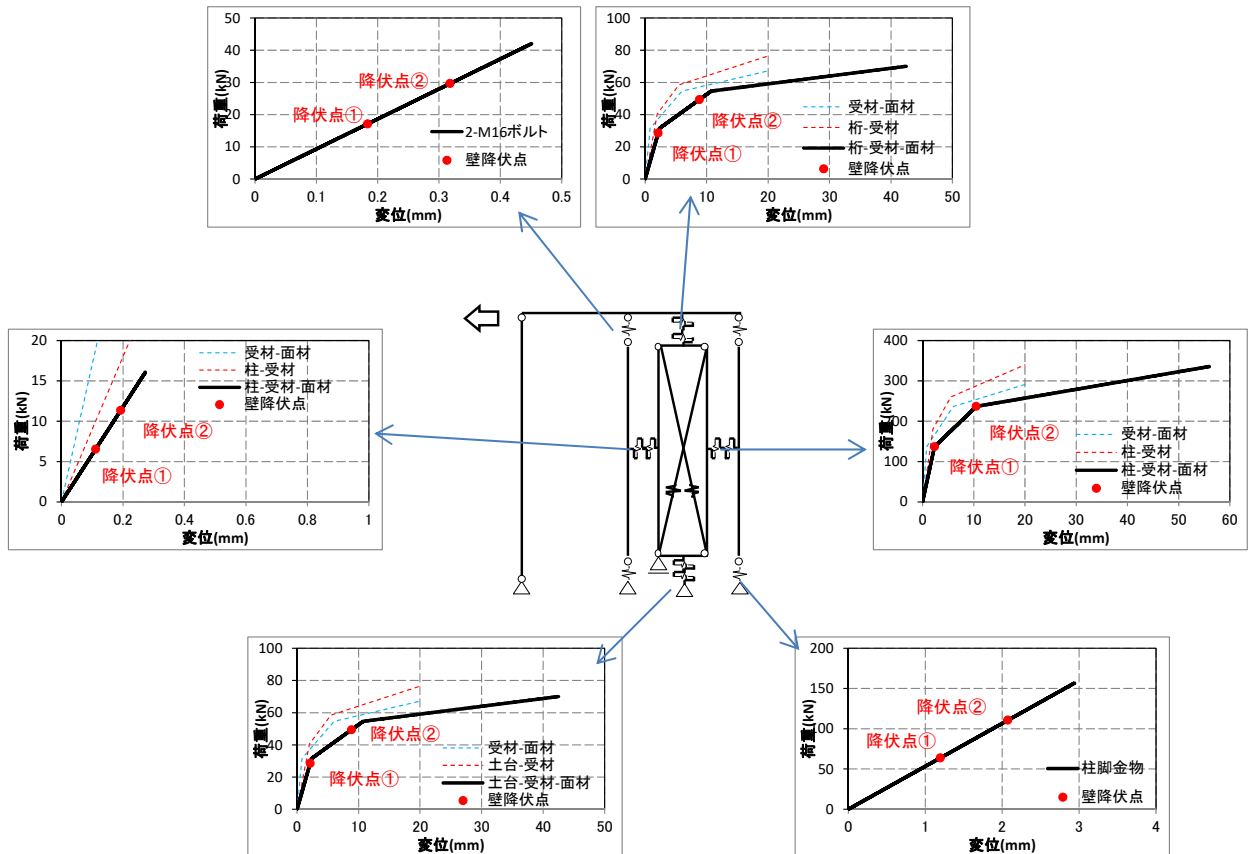 50
40
30
20
10
0
荷重(kN)
降伏点②
降伏点①
2-M16ボルト
壁降伏点
0
0.1
0.2
0.3
0.4
0.5
変位(mm)
100
80
60
40
20
0
荷重(kN)
降伏点②
降伏点①
受材-面材
桁-受材
桁-受材-面材
壁降伏点
0
10
20
30
40
50
変位(mm)
20
15
10
5
0
荷重(kN)
受材-面材
柱-受材
柱-受材-面材
壁降伏点
降伏点②
降伏点①
0
0.2
0.4
0.6
0.8
1
変位(mm)
400
300
200
100
0
荷重(kN)
降伏点②
降伏点①
受材-面材
柱-受材
柱-受材-面材
壁降伏点
0
10
20
30
40
50
60
変位(mm)
100
80
60
40
20
0
荷重(kN)
降伏点②
降伏点①
受材-面材
土台-受材
土台-受材-面材
壁降伏点
0
10
20
30
40
50
変位(mm)
200
150
100
50
0
荷重(kN)
降伏点②
降伏点①
柱脚金物
壁降伏点
0
1
2
3
4
変位(mm)